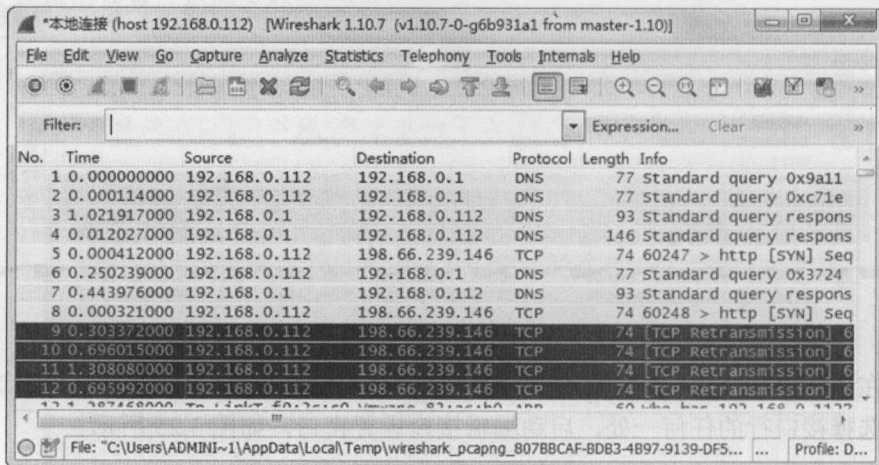 *本地连接 (host 192.168.0.112) [Wireshark 1.10.7 (v1.10.7-0-g6b931a1 from master-1.10)]
File Edit View Go Capture Analyze Statistics Telephony Tools Internals Help
Filter: Expression... Clear »
No. Time Source Destination Protocol Length Info
1 0.000000000 192.168.0.112 192.168.0.1 DNS 77 Standard query 0x9a11
2 0.000114000 192.168.0.112 192.168.0.1 DNS 77 Standard query 0xc71e
3 1.021917000 192.168.0.1 192.168.0.112 DNS 93 Standard query respons
4 0.012027000 192.168.0.1 192.168.0.112 DNS 146 Standard query respons
5 0.000412000 192.168.0.112 198.66.239.146 TCP 74 60247 > http [SYN] Seq
6 0.250239000 192.168.0.112 192.168.0.1 DNS 77 Standard query 0x3724
7 0.443976000 192.168.0.1 192.168.0.112 DNS 93 Standard query respons
8 0.000321000 192.168.0.112 198.66.239.146 TCP 74 60248 > http [SYN] Seq
9 0.303372000 192.168.0.112 198.66.239.146 TCP 74 [TCP Retransmission] 6
10 0.696015000 192.168.0.112 198.66.239.146 TCP 74 [TCP Retransmission] 6
11 1.308080000 192.168.0.112 198.66.239.146 TCP 74 [TCP Retransmission] 6
12 0.695992000 192.168.0.112 198.66.239.146 TCP 74 [TCP Retransmission] 6
File: "C:\Users\ADMINI~1\AppData\Local\Temp\wireshark_pcapng_807BBCAF-BDB3-4B97-9139-DF5... ... Profile: D...